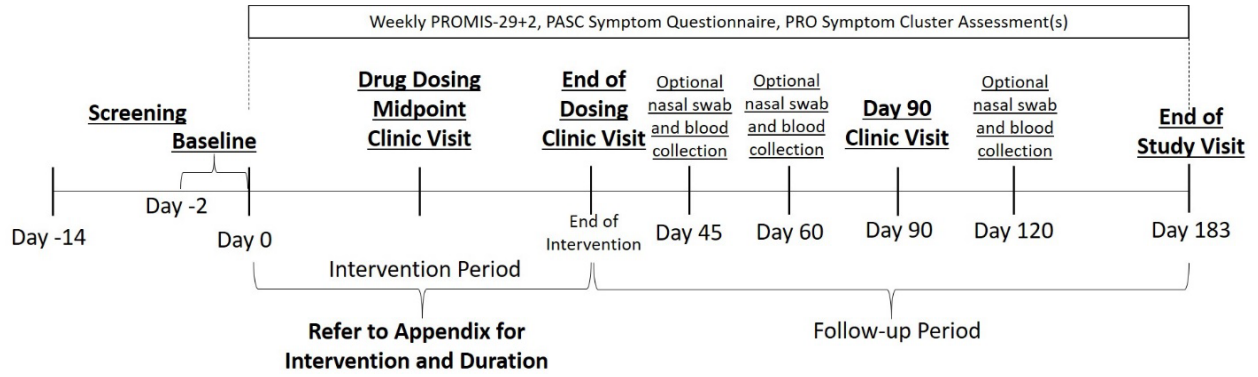 Weekly PROMIS-29+2, PASC Symptom Questionnaire, PRO Symptom Cluster Assessment(s)
Screening
Baseline
Drug Dosing
Midpoint
Clinic Visit
End of
Dosing
Clinic Visit
Optional
nasal swab
and blood
collection
Optional
nasal swab
and blood
collection
Day 90
Clinic Visit
Optional
nasal swab
and blood
collection
End of
Study Visit
Day -14
Day -2
Day 0
End of
Intervention
Day 45
Day 60
Day 90
Day 120
Day 183
Intervention Period
Refer to Appendix for
Intervention and Duration
Follow-up Period